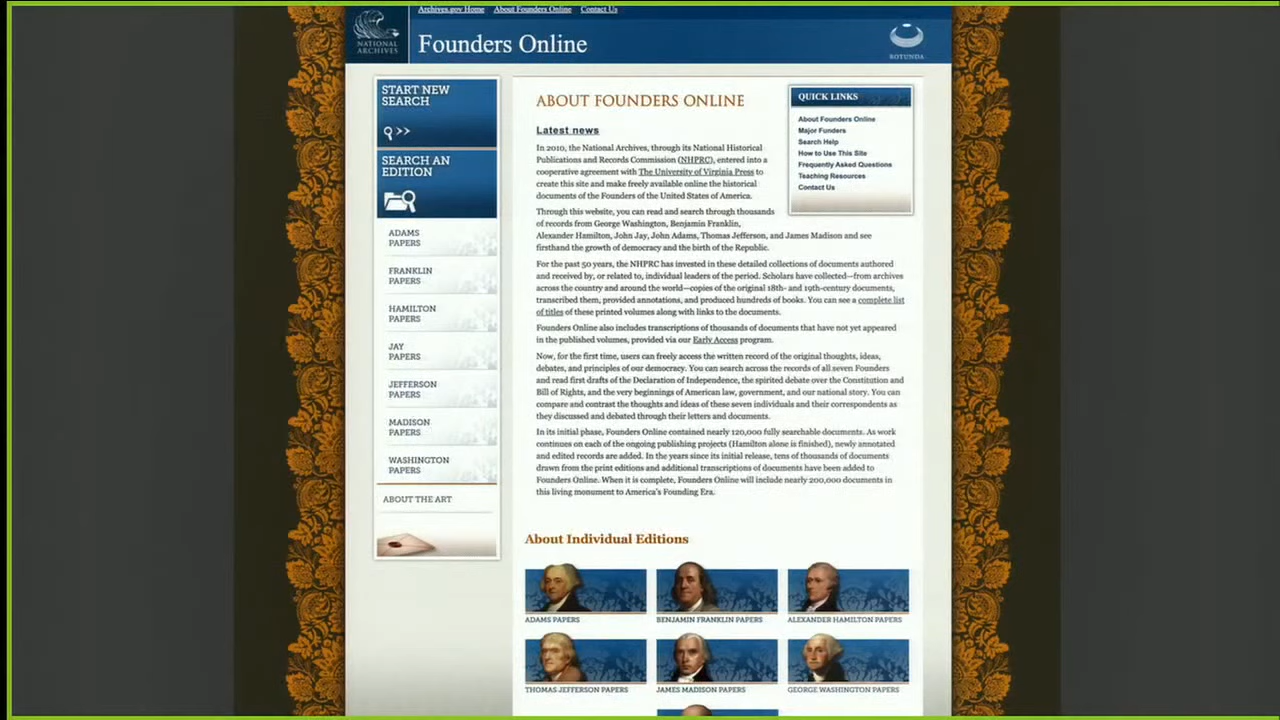 Archives.gov Home About Founders Online Contact Us
NATIONAL
ARCHIVES
Founders Online
ROTUNDA
START NEW
SEARCH
>>
SEARCH AN
EDITION
ADAMS
PAPERS
FRANKLIN
PAPERS
HAMILTON
PAPERS
JAY
PAPERS
JEFFERSON
PAPERS
MADISON
PAPERS
WASHINGTON
PAPERS
ABOUT THE ART
ABOUT FOUNDERS ONLINE
Latest news
In 2010, the National Archives, through its National Historical
Publications and Records Commission (NHPRC), entered into a
cooperative agreement with The University of Virginia Press to
create this site and make freely available online the historical
documents of the Founders of the United States of America.
Through this website, you can read and search through thousands
of records from George Washington, Benjamin Franklin,
Alexander Hamilton, John Jay, John Adams, Thomas Jefferson, and James Madison and see
firsthand the growth of democracy and the birth of the Republic.
For the past 50 years, the NHPRC has invested in these detailed collections of documents authored
and received by, or related to, individual leaders of the period. Scholars have collected—from archives
across the country and around the world—copies of the original 18th- and 19th-century documents,
transcribed them, provided annotations, and produced hundreds of books. You can see a complete list
of titles of these printed volumes along with links to the documents.
Founders Online also includes transcriptions of thousands of documents that have not yet appeared
in the published volumes, provided via our Early Access program.
Now, for the first time, users can freely access the written record of the original thoughts, ideas,
debates, and principles of our democracy. You can search across the records of all seven Founders
and read first drafts of the Declaration of Independence, the spirited debate over the Constitution and
Bill of Rights, and the very beginnings of American law, government, and our national story. You can
compare and contrast the thoughts and ideas of these seven individuals and their correspondents as
they discussed and debated through their letters and documents.
In its initial phase, Founders Online contained nearly 120,000 fully searchable documents. As work
continues on each of the ongoing publishing projects (Hamilton alone is finished), newly annotated
and edited records are added. In the years since its initial release, tens of thousands of documents
drawn from the print editions and additional transcriptions of documents have been added to
Founders Online. When it is complete, Founders Online will include nearly 200,000 documents in
this living monument to America's Founding Era.
QUICK LINKS
About Founders Online
Major Funders
Search Help
How to Use This Site
Frequently Asked Questions
Teaching Resources
Contact Us
About Individual Editions
ADAMS PAPERS BENJAMIN FRANKLIN PAPERS ALEXANDER HAMILTON PAPERS
THOMAS JEFFERSON PAPERS JAMES MADISON PAPERS GEORGE WASHINGTON PAPERS